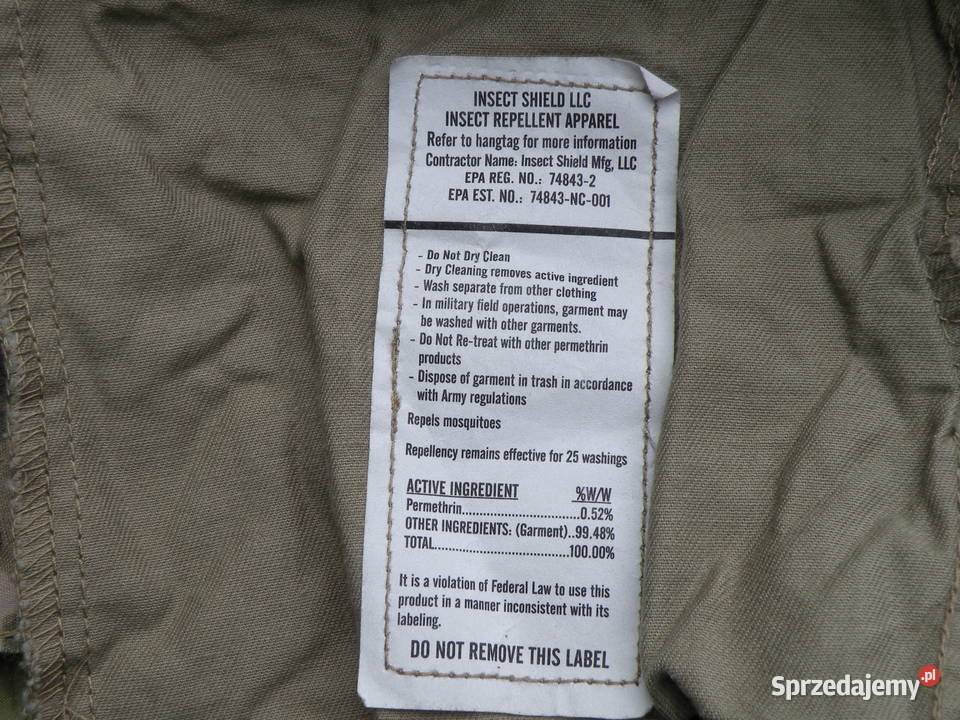 INSECT SHIELD LLC
INSECT REPELLENT APPAREL
Refer to hangtag for more information
Contractor Name: Insect Shield Mfg, LLC
EPA REG. NO.: 74843-2
EPA EST. NO.: 74843-NC-001
- Do Not Dry Clean
- Dry Cleaning removes active ingredient
- Wash separate from other clothing
- In military field operations, garment may
be washed with other garments.
- Do Not Re-treat with other permethrin
products
- Dispose of garment in trash in accordance
with Army regulations
Repels mosquitoes
Repellency remains effective for 25 washings
ACTIVE INGREDIENT %W/W
Permethrin..............................0.52%
OTHER INGREDIENTS: (Garment)..99.48%
TOTAL..................................100.00%
It is a violation of Federal Law to use this
product in a manner inconsistent with its
labeling.
DO NOT REMOVE THIS LABEL
Sprzedajemy.pl